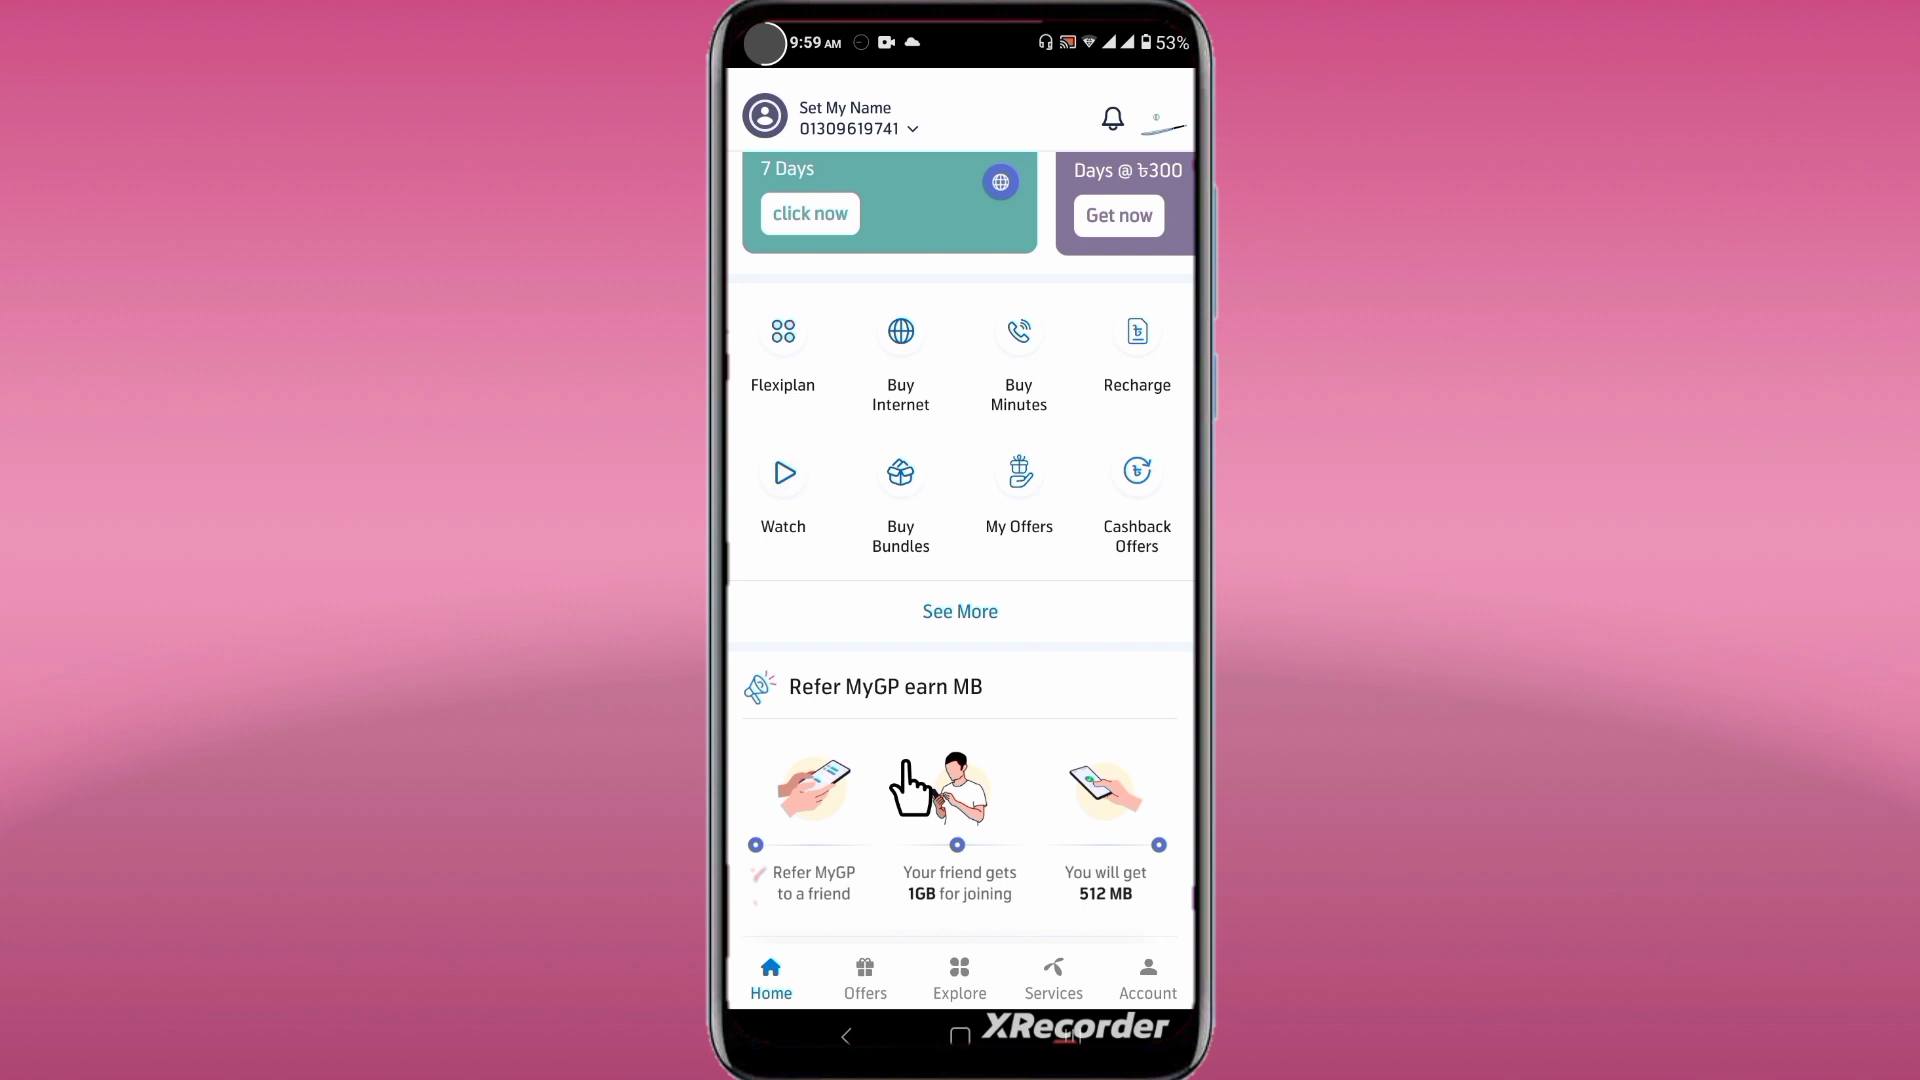 9:59 AM
53%
Set My Name
01309619741
7 Days
click now
Days @ ৳300
Get now
Flexiplan
Buy
Internet
Buy
Minutes
Recharge
Watch
Buy
Bundles
My Offers
Cashback
Offers
See More
Refer MyGP earn MB
Refer MyGP
to a friend
Your friend gets
1GB for joining
You will get
512 MB
Home
Offers
Explore
Services
Account
XRecorder